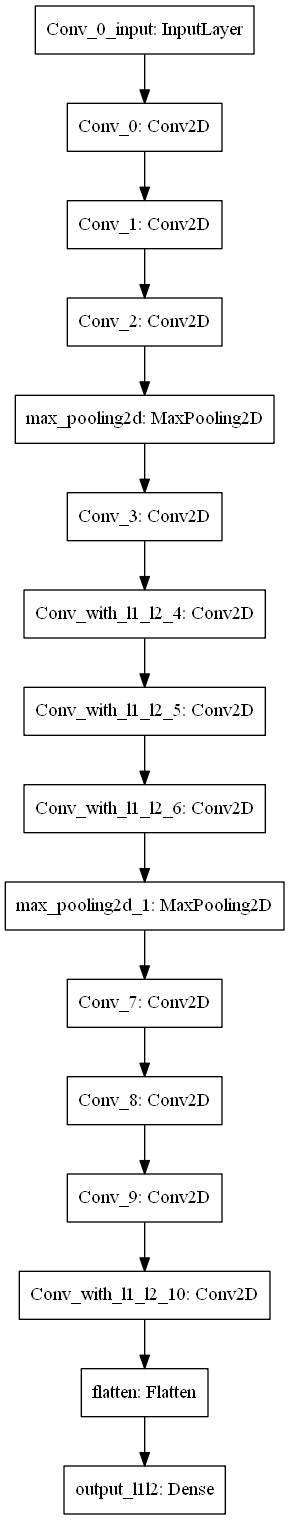 Conv_0_input: InputLayer
Conv_0: Conv2D
Conv_1: Conv2D
Conv_2: Conv2D
max_pooling2d: MaxPooling2D
Conv_3: Conv2D
Conv_with_l1_l2_4: Conv2D
Conv_with_l1_l2_5: Conv2D
Conv_with_l1_l2_6: Conv2D
max_pooling2d_1: MaxPooling2D
Conv_7: Conv2D
Conv_8: Conv2D
Conv_9: Conv2D
Conv_with_l1_l2_10: Conv2D
flatten: Flatten
output_l1l2: Dense